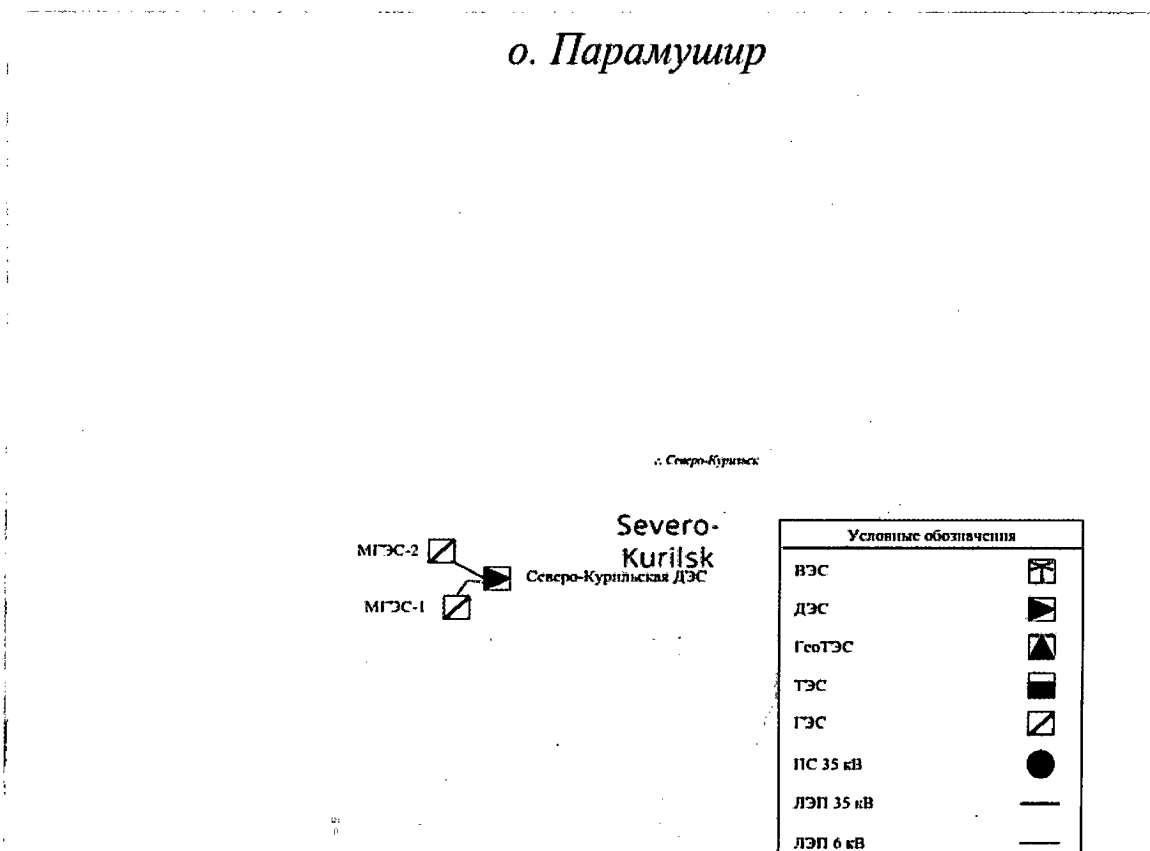 о. Парамушир
г. Северо-Курильск
Severo-
Kurilsk
МГЭС-2
Северо-Курильская ДЭС
МГЭС-1
Условные обозначения
ВЭС
ДЭС
ГеоТЭС
ТЭС
ГЭС
ПС 35 кВ
ЛЭП 35 кВ
ЛЭП 6 кВ